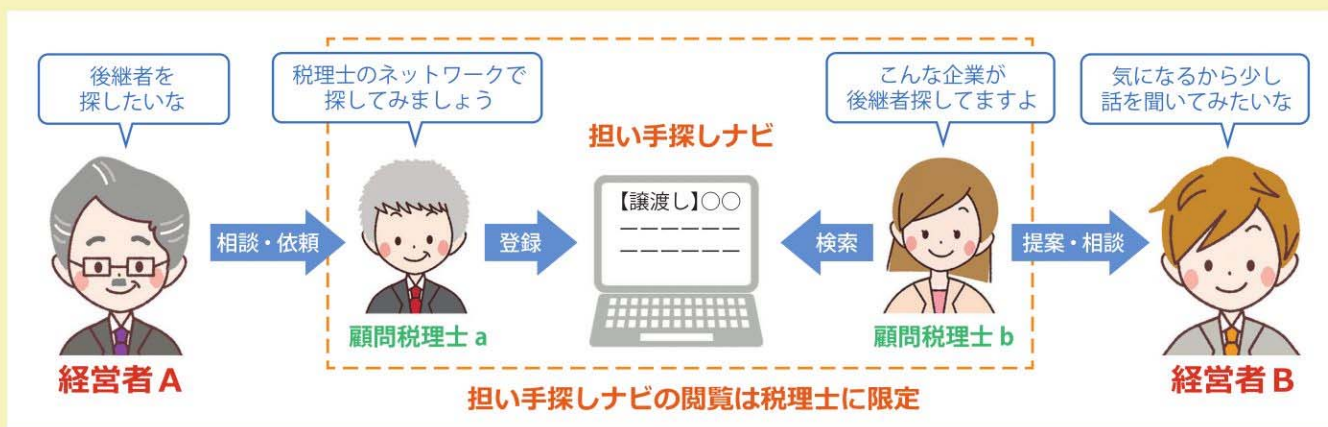 後継者を
探したいな
税理士のネットワークで
探してみましょう
こんな企業が
後継者探してますよ
気になるから少し
話を聞いてみたいな
担い手探しナビ
【譲渡し】○○
相談・依頼
登録
検索
提案・相談
顧問税理士 a
顧問税理士 b
経営者 A
経営者 B
担い手探しナビの閲覧は税理士に限定